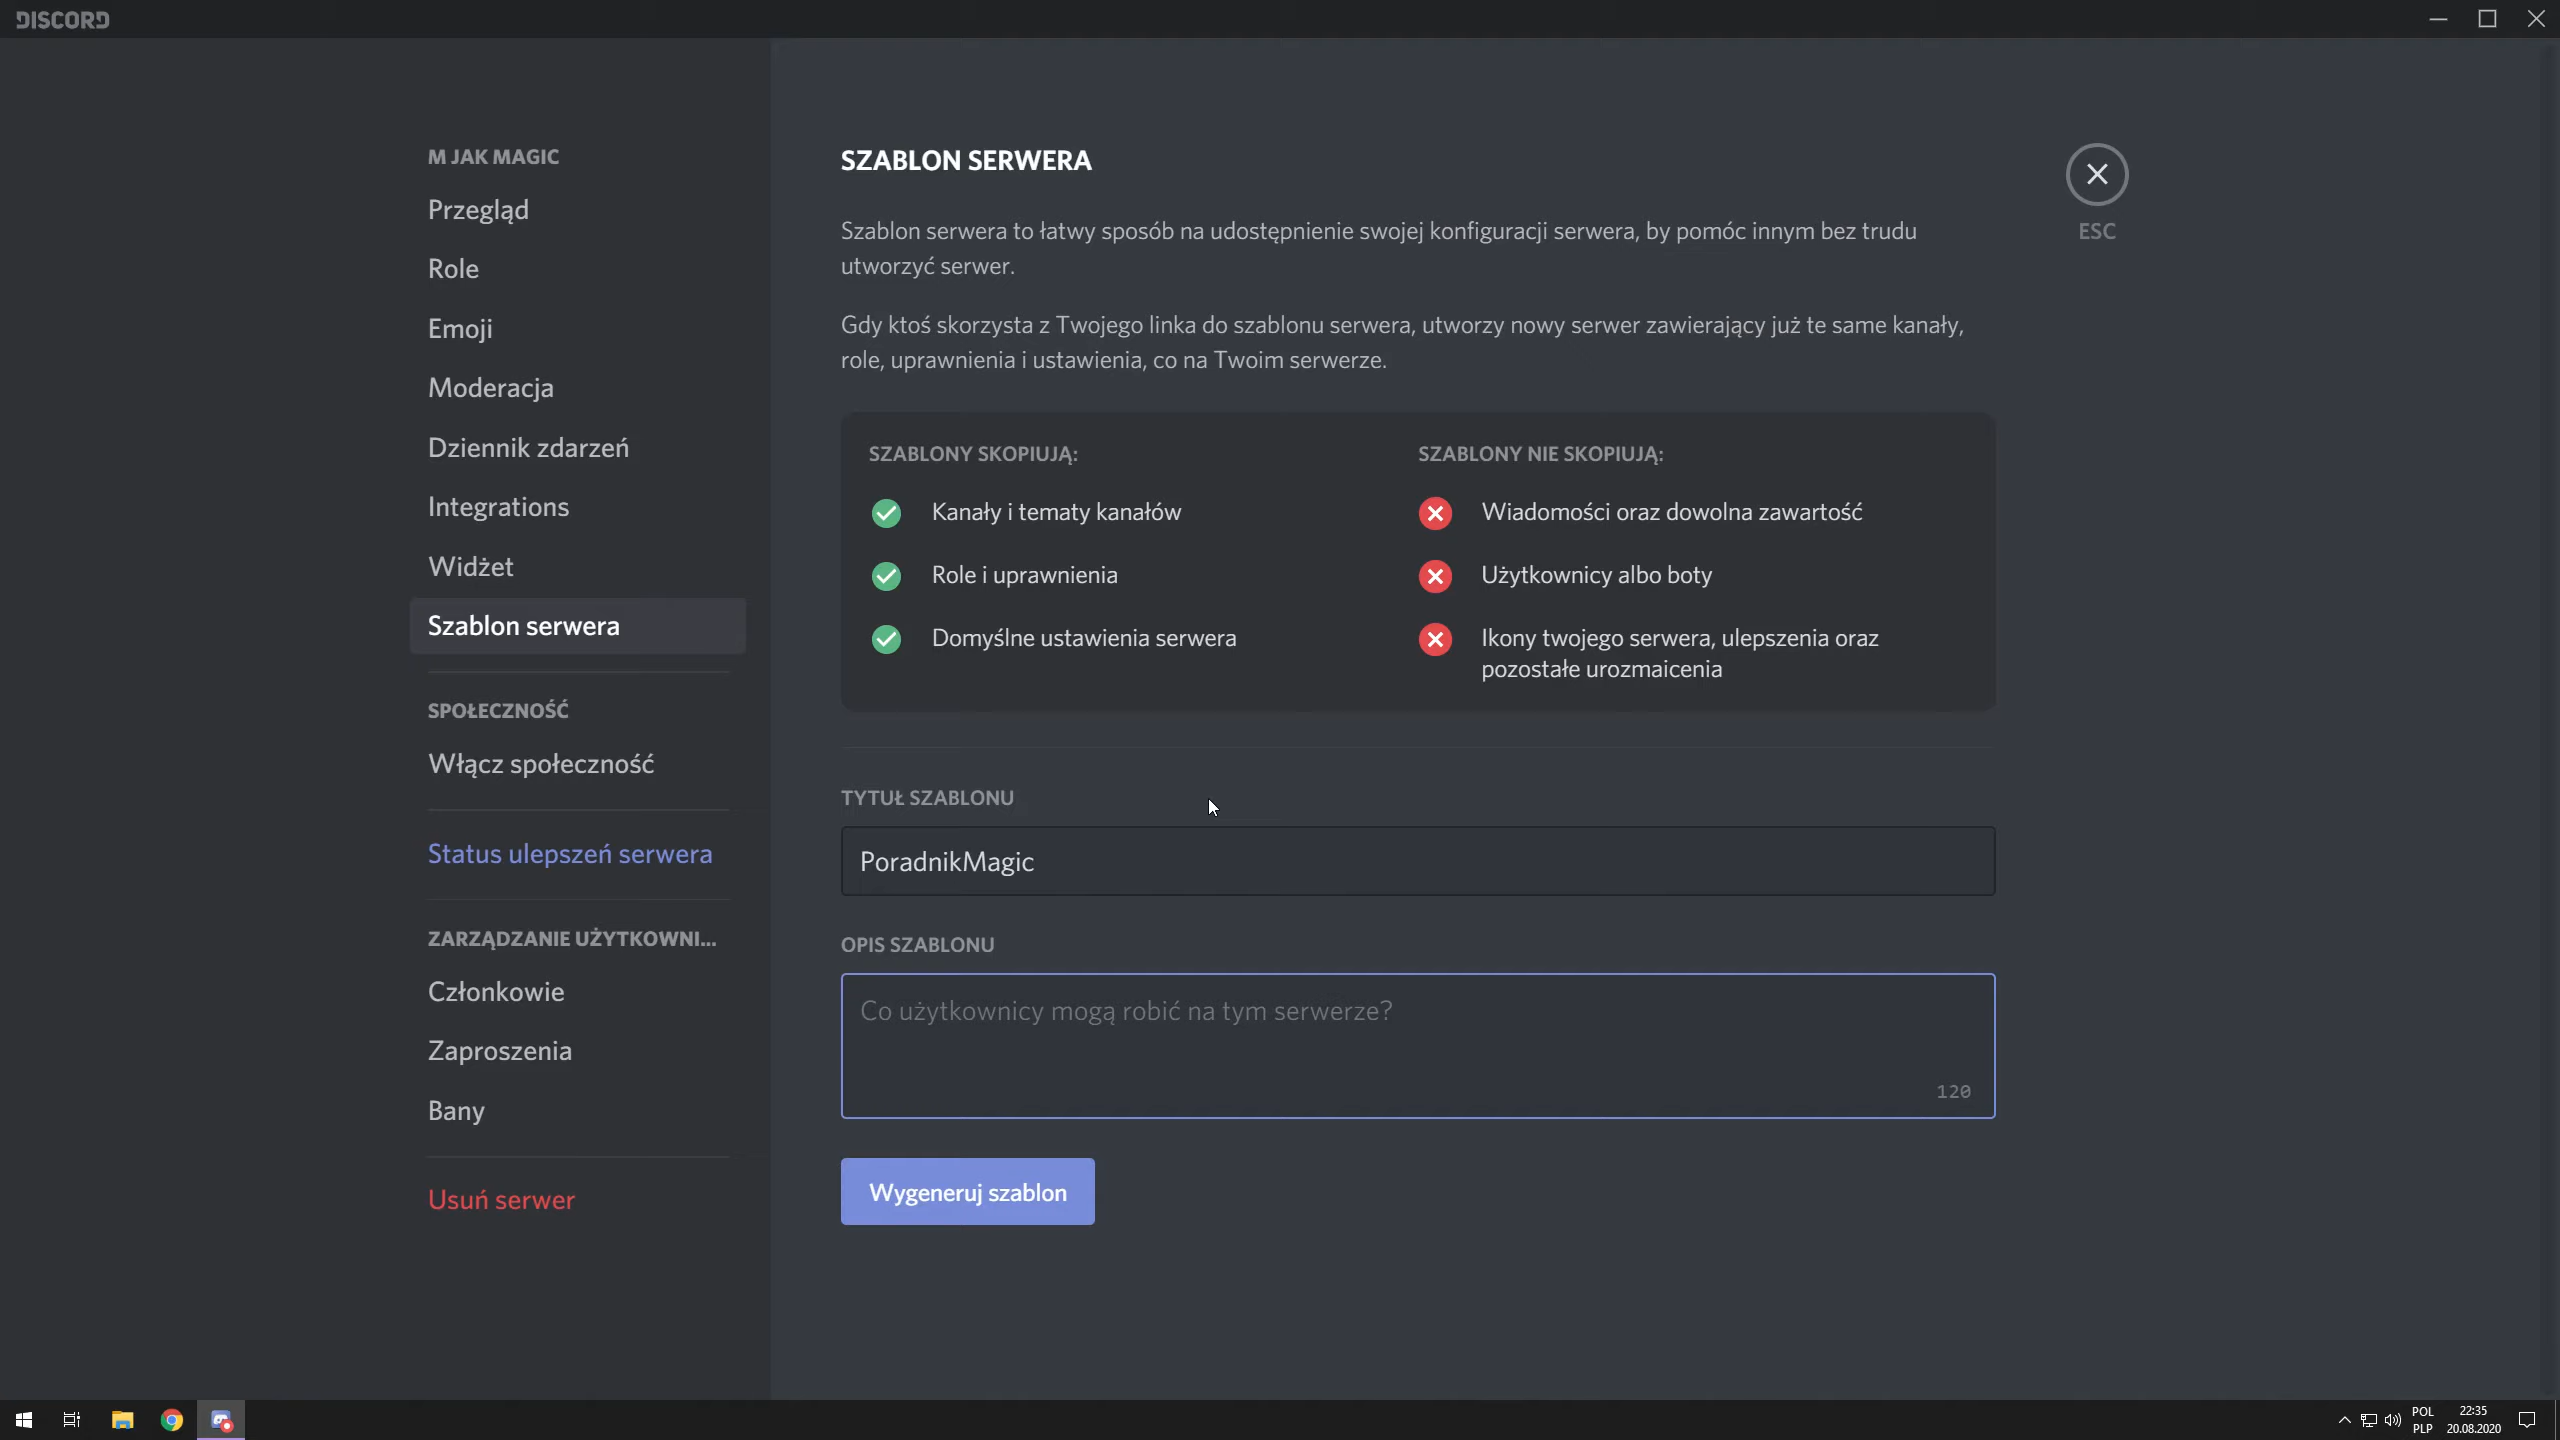 DISCORD
M JAK MAGIC
Przegląd
Role
Emoji
Moderacja
Dziennik zdarzeń
Integrations
Widżet
Szablon serwera
SPOŁECZNOŚĆ
Włącz społeczność
Status ulepszeń serwera
ZARZĄDZANIE UŻYTKOWNI...
Członkowie
Zaproszenia
Bany
Usuń serwer
SZABLON SERWERA
Szablon serwera to łatwy sposób na udostępnienie swojej konfiguracji serwera, by pomóc innym bez trudu
utworzyć serwer.
Gdy ktoś skorzysta z Twojego linka do szablonu serwera, utworzy nowy serwer zawierający już te same kanały,
role, uprawnienia i ustawienia, co na Twoim serwerze.
SZABLONY SKOPIUJĄ:
Kanały i tematy kanałów
Role i uprawnienia
Domyślne ustawienia serwera
SZABLONY NIE SKOPIUJĄ:
Wiadomości oraz dowolna zawartość
Użytkownicy albo boty
Ikony twojego serwera, ulepszenia oraz
pozostałe urozmaicenia
TYTUŁ SZABLONU
PoradnikMagic
OPIS SZABLONU
Co użytkownicy mogą robić na tym serwerze?
120
Wygeneruj szablon
ESC
POL
PLP
22:35
20.08.2020